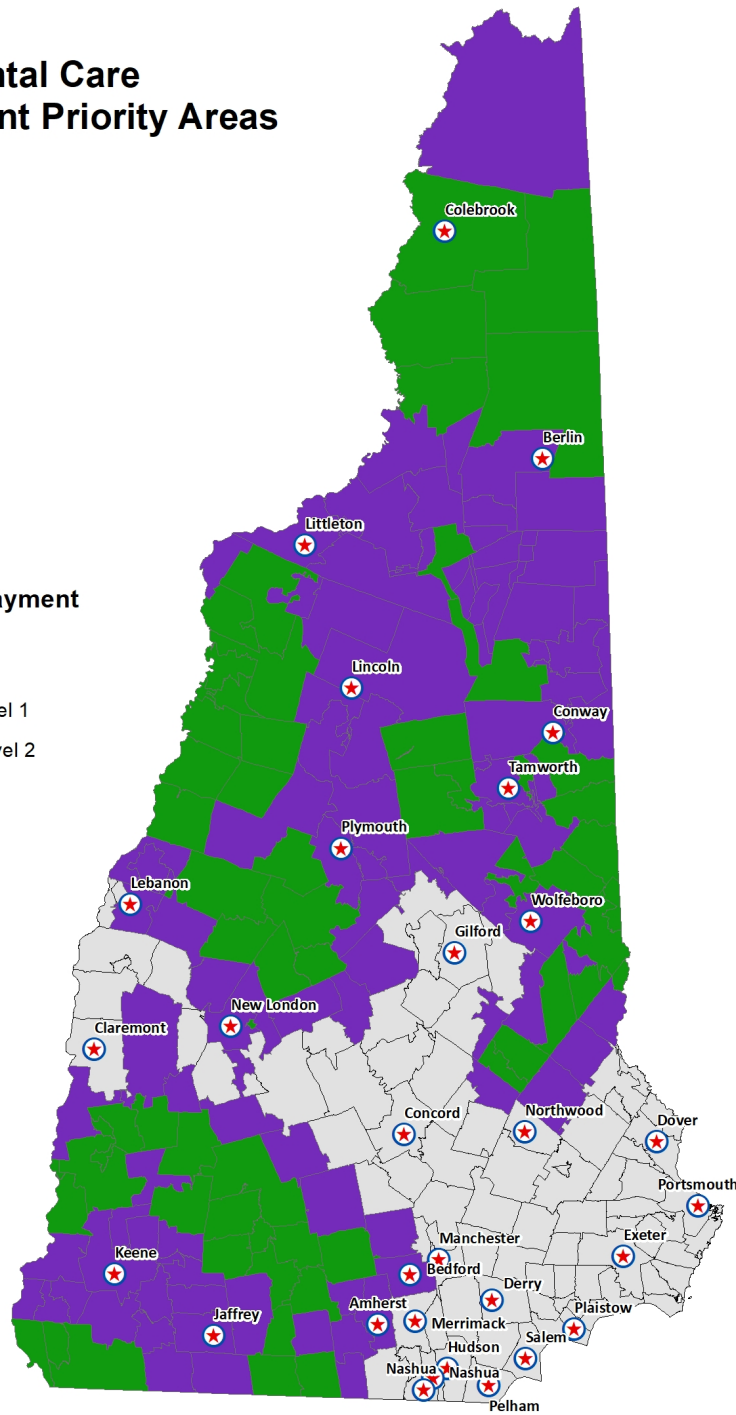 ntal Care
nt Priority Areas
Colebrook
Berlin
Littleton
ayment
Lincoln
el 1
Conway
vel 2
Tamworth
Plymouth
Lebanon
Wolfeboro
Gilford
New London
Claremont
Concord
Northwood
Dover
Portsmouth
Manchester
Exeter
Keene
Bedford
Derry
Amherst
Plaistow
Jaffrey
Merrimack
Salem
Hudson
Nashua
Nashua
Pelham